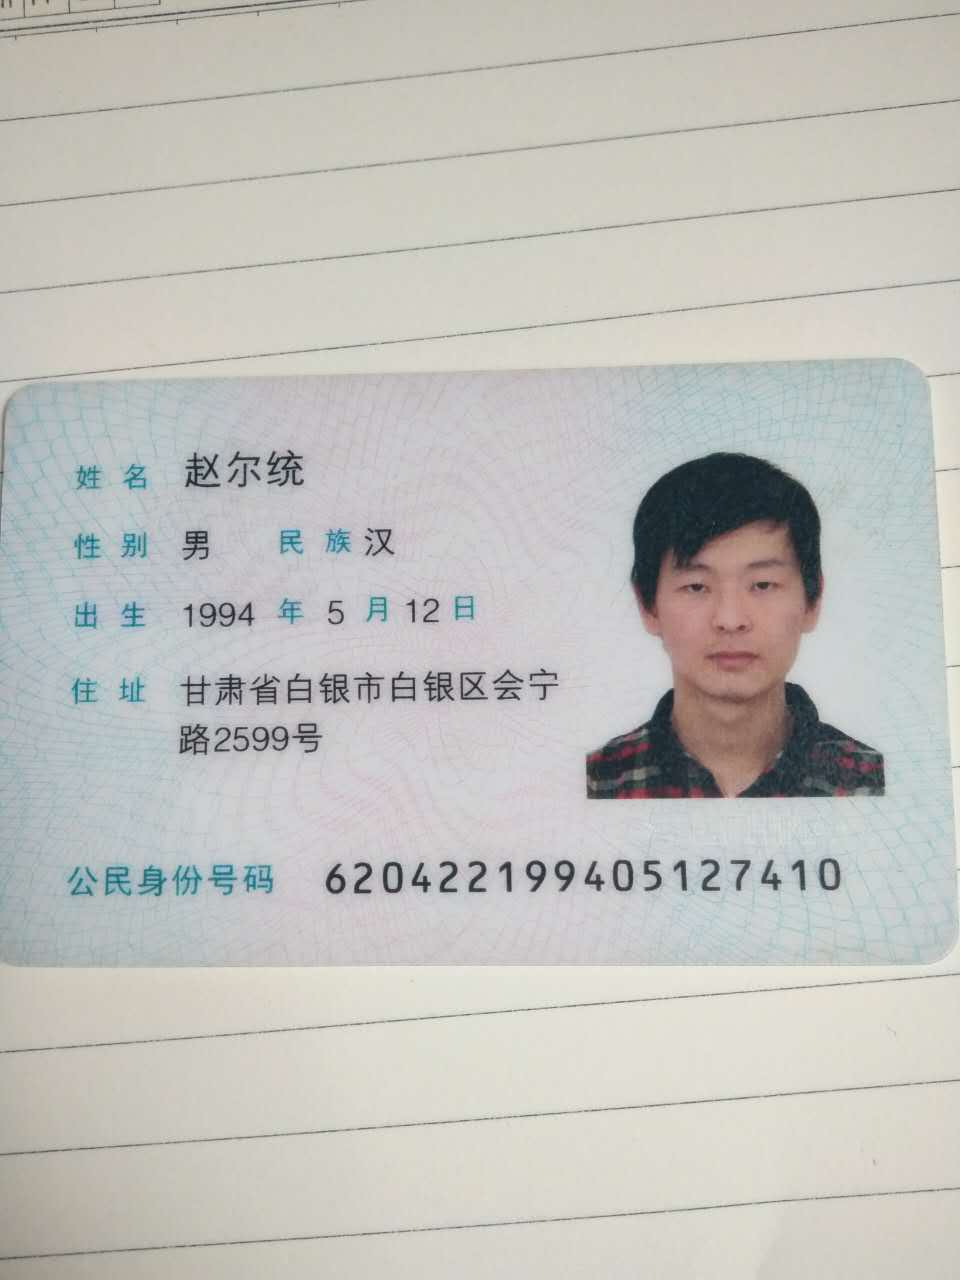 姓名 赵尔统
性别 男 民族 汉
出生 1994 年 5 月 12 日
住址 甘肃省白银市白银区会宁
路2599号
公民身份号码 620422199405127410